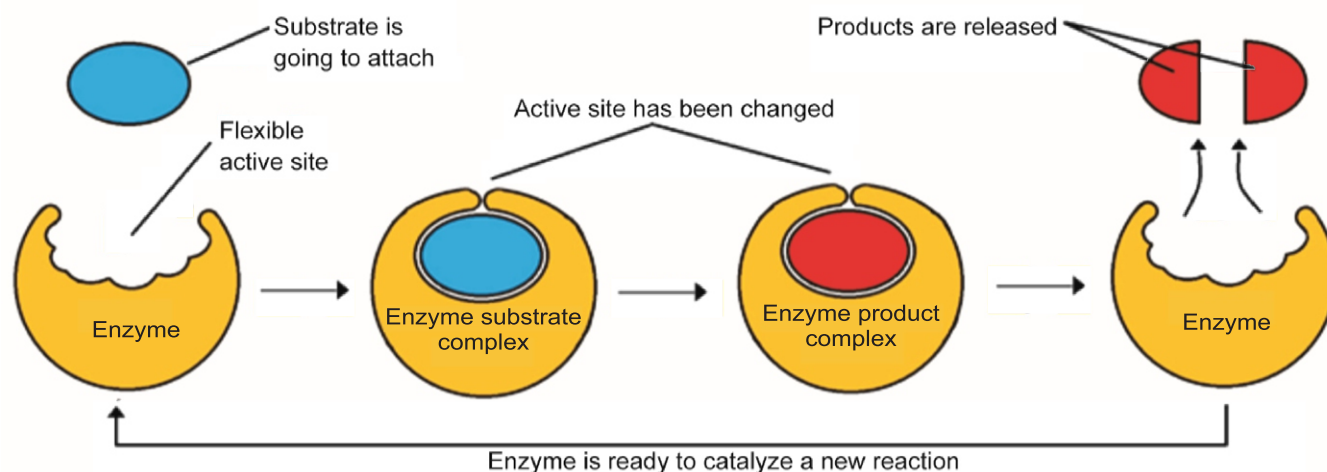 Substrate is
going to attach
Products are released
Active site has been changed
Flexible
active site
Enzyme
Enzyme substrate
complex
Enzyme product
complex
Enzyme
Enzyme is ready to catalyze a new reaction